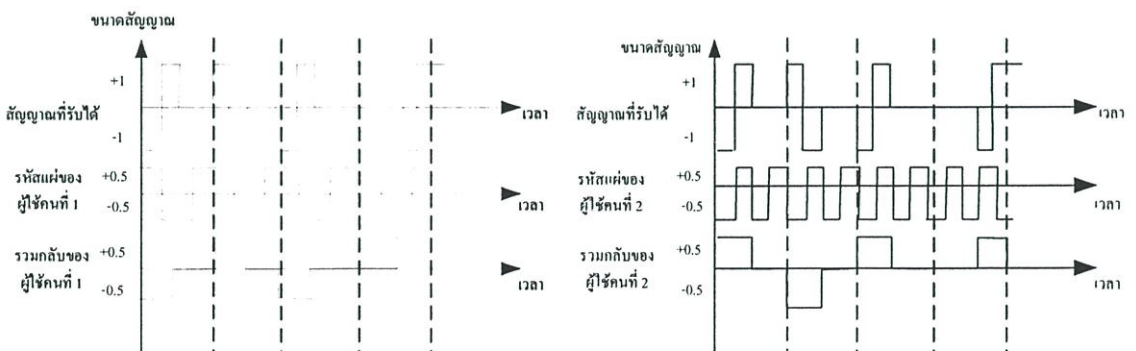 ขนาดสัญญาณ
+1
สัญญาณที่รับได้
-1
เวลา
รหัสแผ่ของ
ผู้ใช้คนที่ 1
+0.5
-0.5
เวลา
รวมกลับของ
ผู้ใช้คนที่ 1
+0.5
-0.5
เวลา
ขนาดสัญญาณ
+1
สัญญาณที่รับได้
-1
เวลา
รหัสแผ่ของ
ผู้ใช้คนที่ 2
+0.5
-0.5
เวลา
รวมกลับของ
ผู้ใช้คนที่ 2
+0.5
-0.5
เวลา